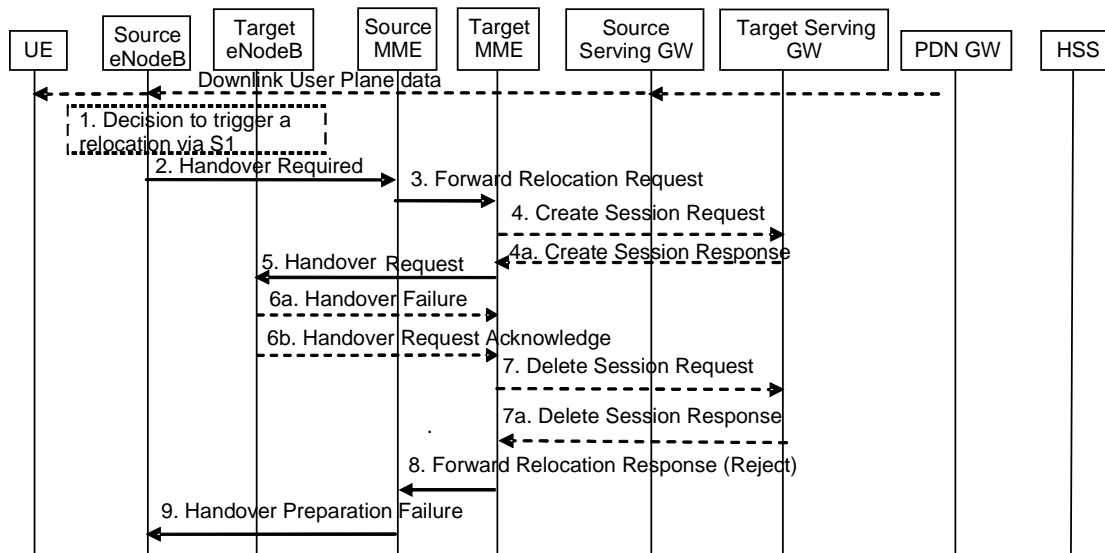 UE
Source
eNodeB
Target
eNodeB
Source
MME
Target
MME
Source
Serving GW
Target Serving
GW
PDN GW
HSS
Downlink User Plane data
1. Decision to trigger a
relocation via S1
2. Handover Required
3. Forward Relocation Request
4. Create Session Request
4a. Create Session Response
5. Handover Request
6a. Handover Failure
6b. Handover Request Acknowledge
7. Delete Session Request
7a. Delete Session Response
.
8. Forward Relocation Response (Reject)
9. Handover Preparation Failure